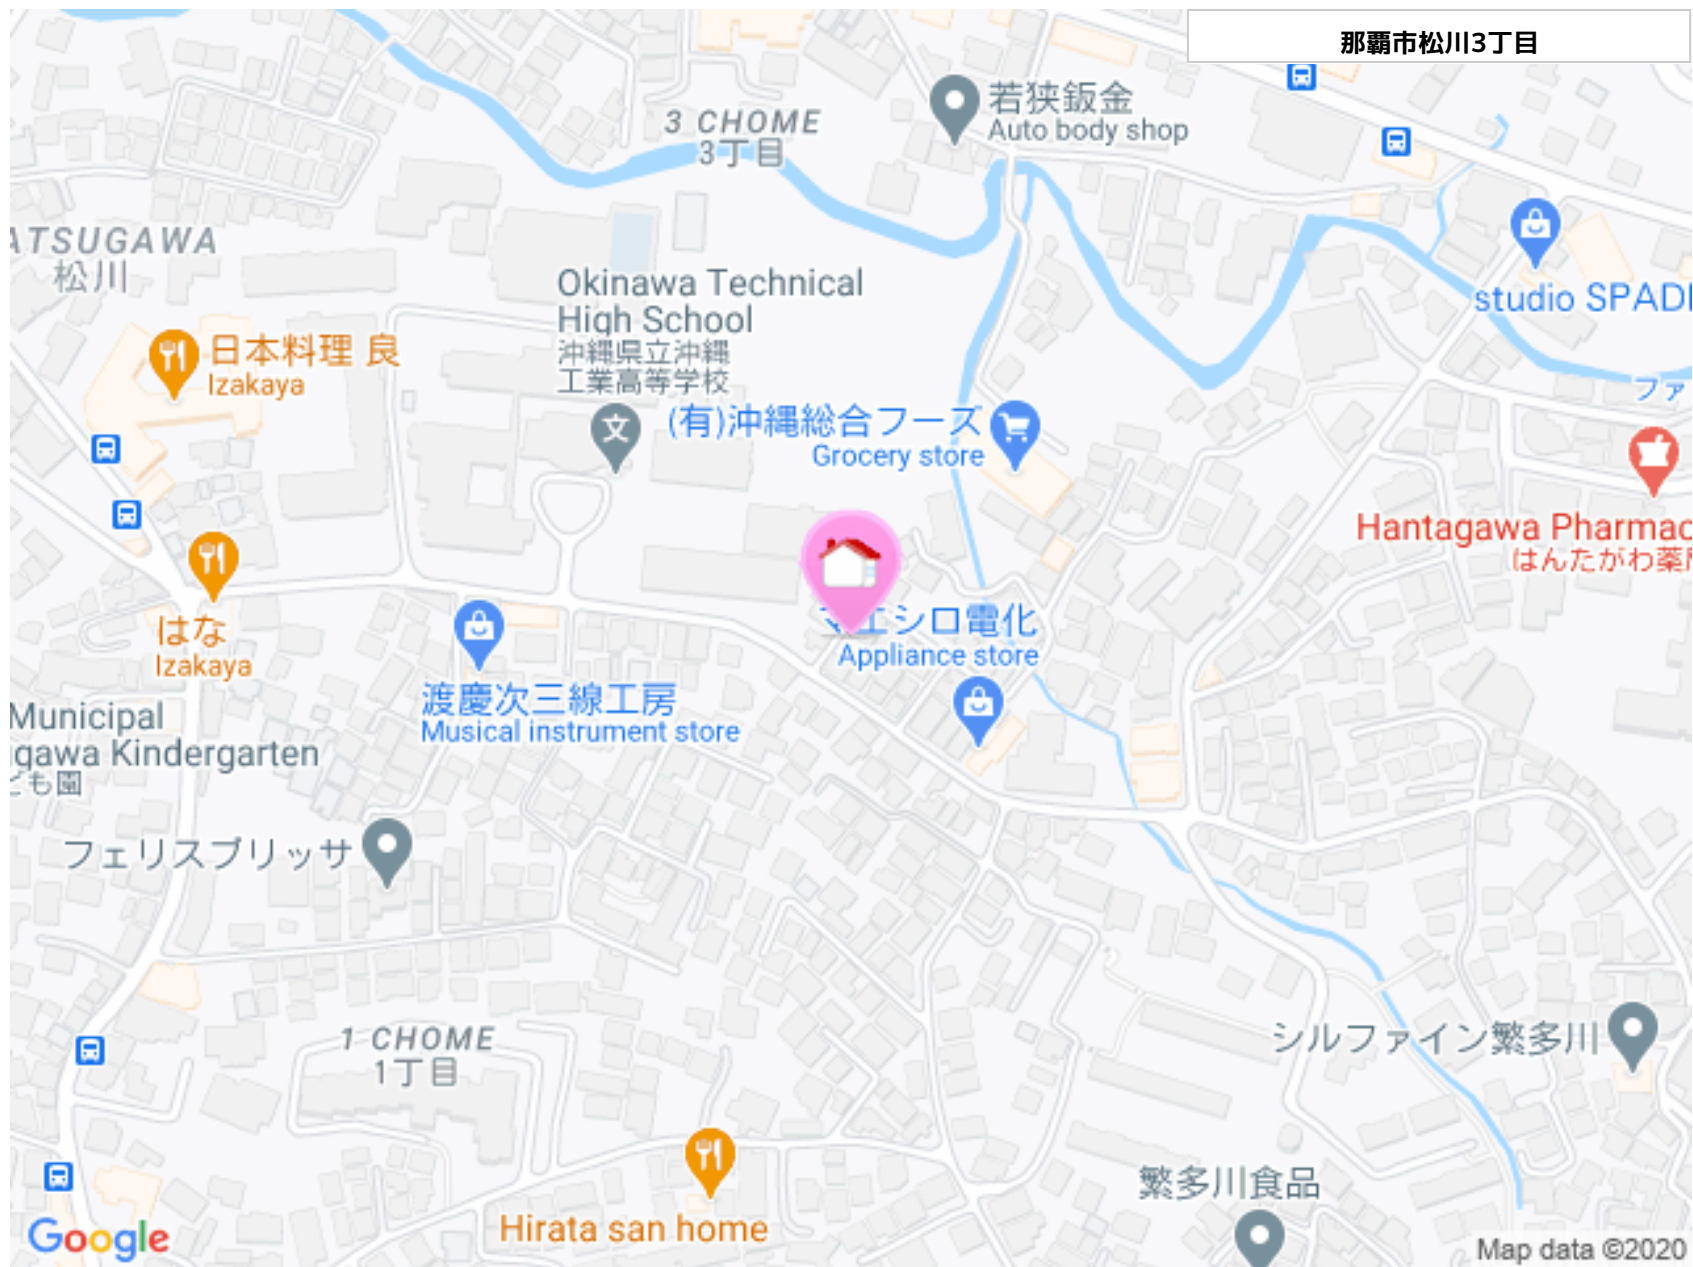 那覇市松川3丁目
若狭鈑金
Auto body shop
3 CHOME
3丁目
ATSUGAWA
松川
studio SPADE
Okinawa Technical
High School
沖縄県立沖縄
工業高等学校
日本料理 良
Izakaya
ファ
(有)沖縄総合フーズ
Grocery store
Hantagawa Pharmac
はんたがわ薬局
エシロ電化
Appliance store
はな
Izakaya
渡慶次三線工房
Musical instrument store
Municipal
gawa Kindergarten
ども園
フェリスブリッサ
1 CHOME
1丁目
シルファイン繁多川
繁多川食品
Hirata san home
Google
Map data ©2020